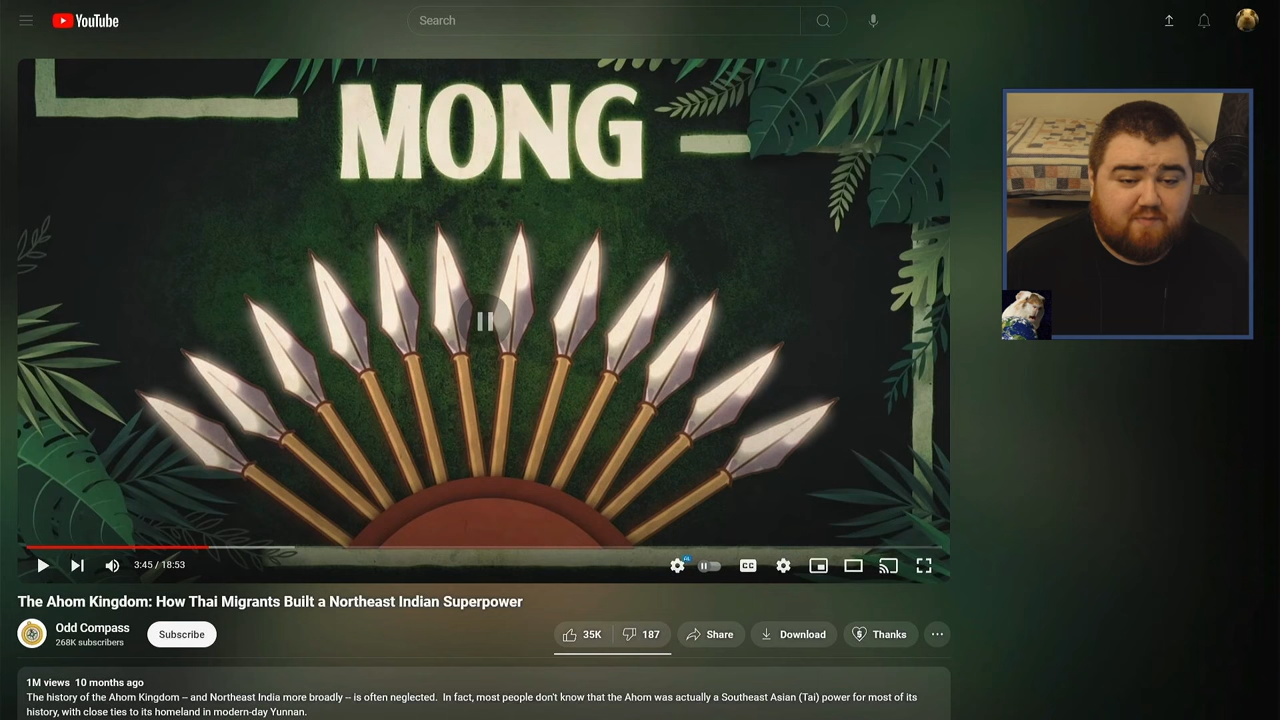 YouTube
Search
MONG
3:45 / 18:53
CC
The Ahom Kingdom: How Thai Migrants Built a Northeast Indian Superpower
Odd Compass
268K subscribers
Subscribe
35K
187
Share
Download
Thanks
1M views 10 months ago
The history of the Ahom Kingdom – and Northeast India more broadly – is often neglected. In fact, most people don't know that the Ahom was actually a Southeast Asian (Tai) power for most of its
history, with close ties to its homeland in modern-day Yunnan.